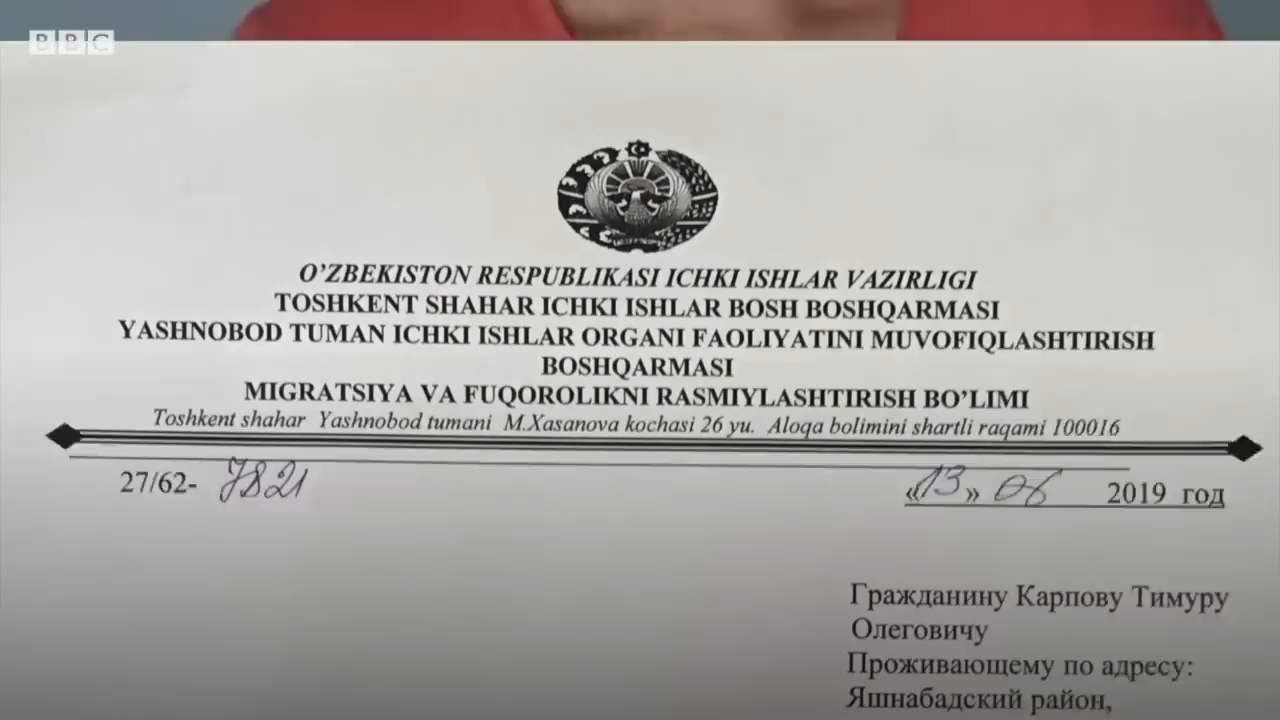 BBC
O'ZBEKISTON RESPUBLIKASI ICHKI ISHLAR VAZIRLIGI
TOSHKENT SHAHAR ICHKI ISHLAR BOSH BOSHQARMASI
YASHNOBOD TUMAN ICHKI ISHLAR ORGANI FAOLIYATINI MUVOFIQLASHTIRISH
BOSHQARMASI
MIGRATSIYA VA FUQOROLIKNI RASMIYLASHTIRISH BO'LIMI
Toshkent shahar Yashnobod tumani M.Xasanova kochasi 26 yu. Aloqa bolimini shartli raqami 100016
27/62- 7821 «13» 06 2019 год
Гражданину Карпову Тимуру
Олеговичу
Проживающему по адресу:
Яшнабадский район,